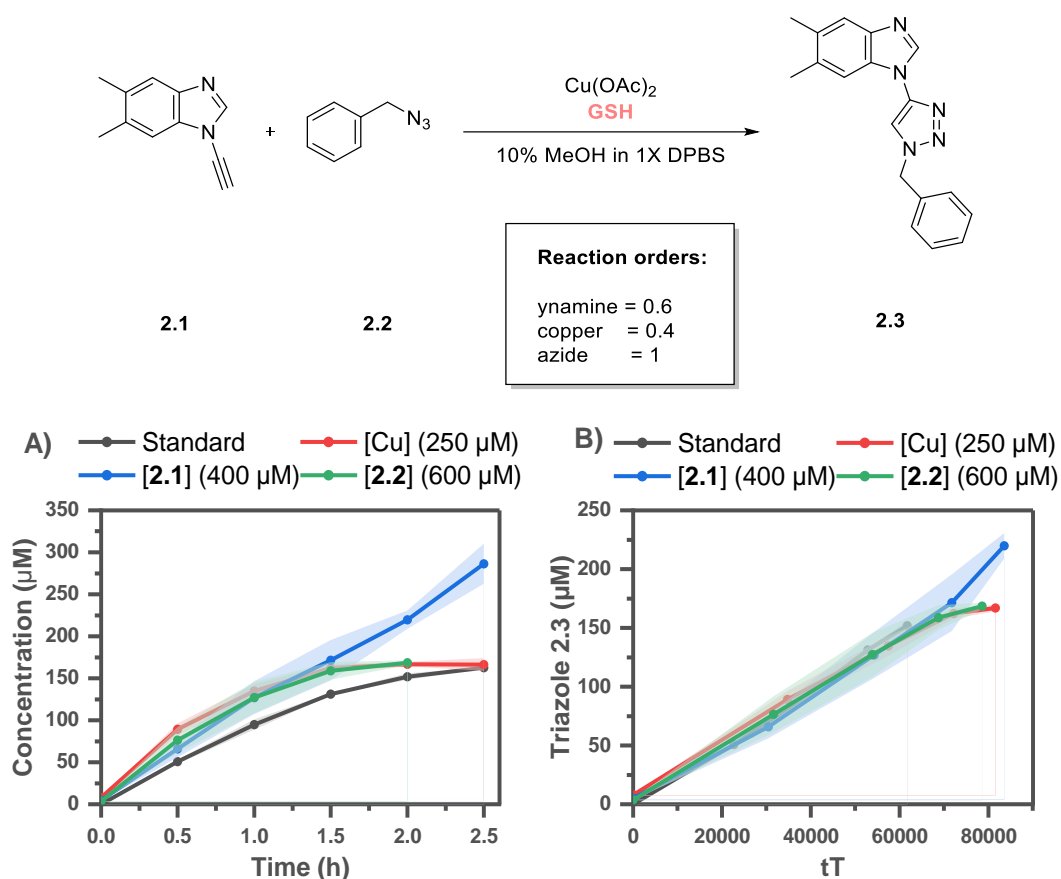 N
N
N₃
+
Cu(OAc)₂
GSH
10% MeOH in 1X DPBS
N
N
N
N
N
2.1
2.2
2.3
Reaction orders:
ynamine = 0.6
copper = 0.4
azide = 1
A)
Standard
[Cu] (250 µM)
[2.1] (400 µM)
[2.2] (600 µM)
350
300
250
200
150
100
50
0
0.0
0.5
1.0
1.5
2.0
2.5
Concentration (µM)
Time (h)
B)
Standard
[Cu] (250 µM)
[2.1] (400 µM)
[2.2] (600 µM)
250
200
150
100
50
0
0
20000
40000
60000
80000
Triazole 2.3 (µM)
tT